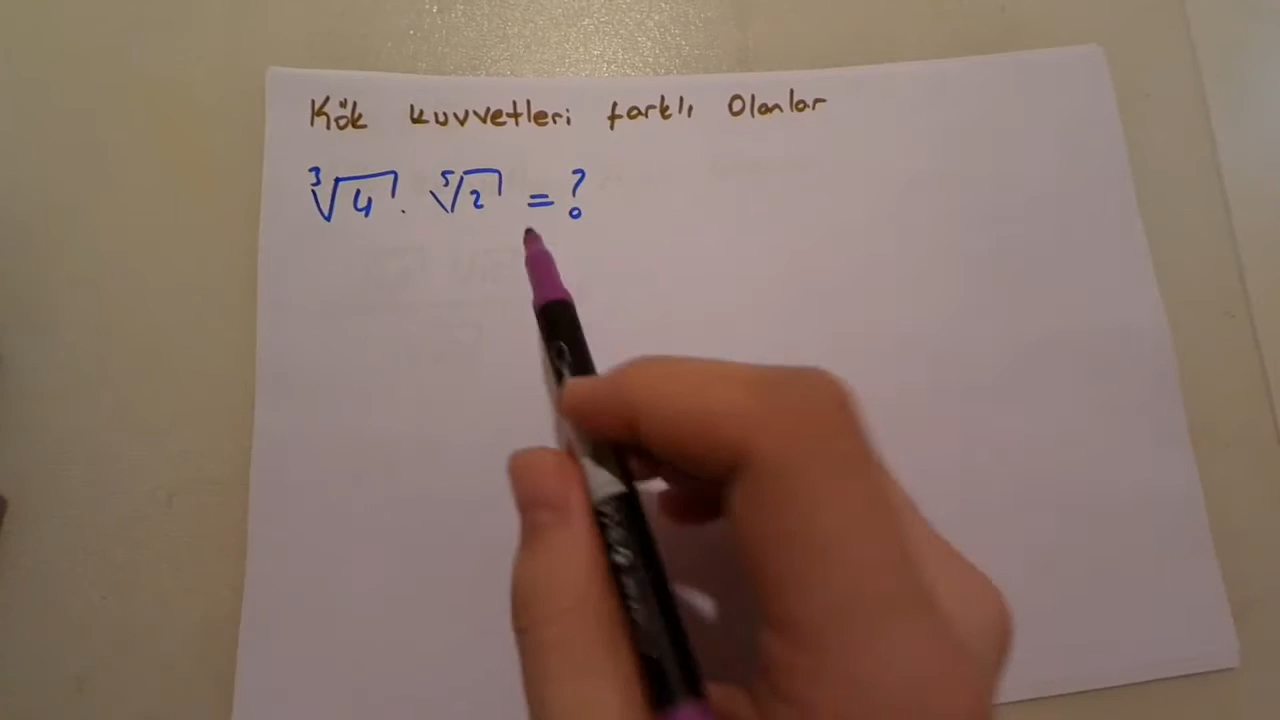 Kök kuvvetleri farklı Olanlar
∛4 . ⁵√2 = ?